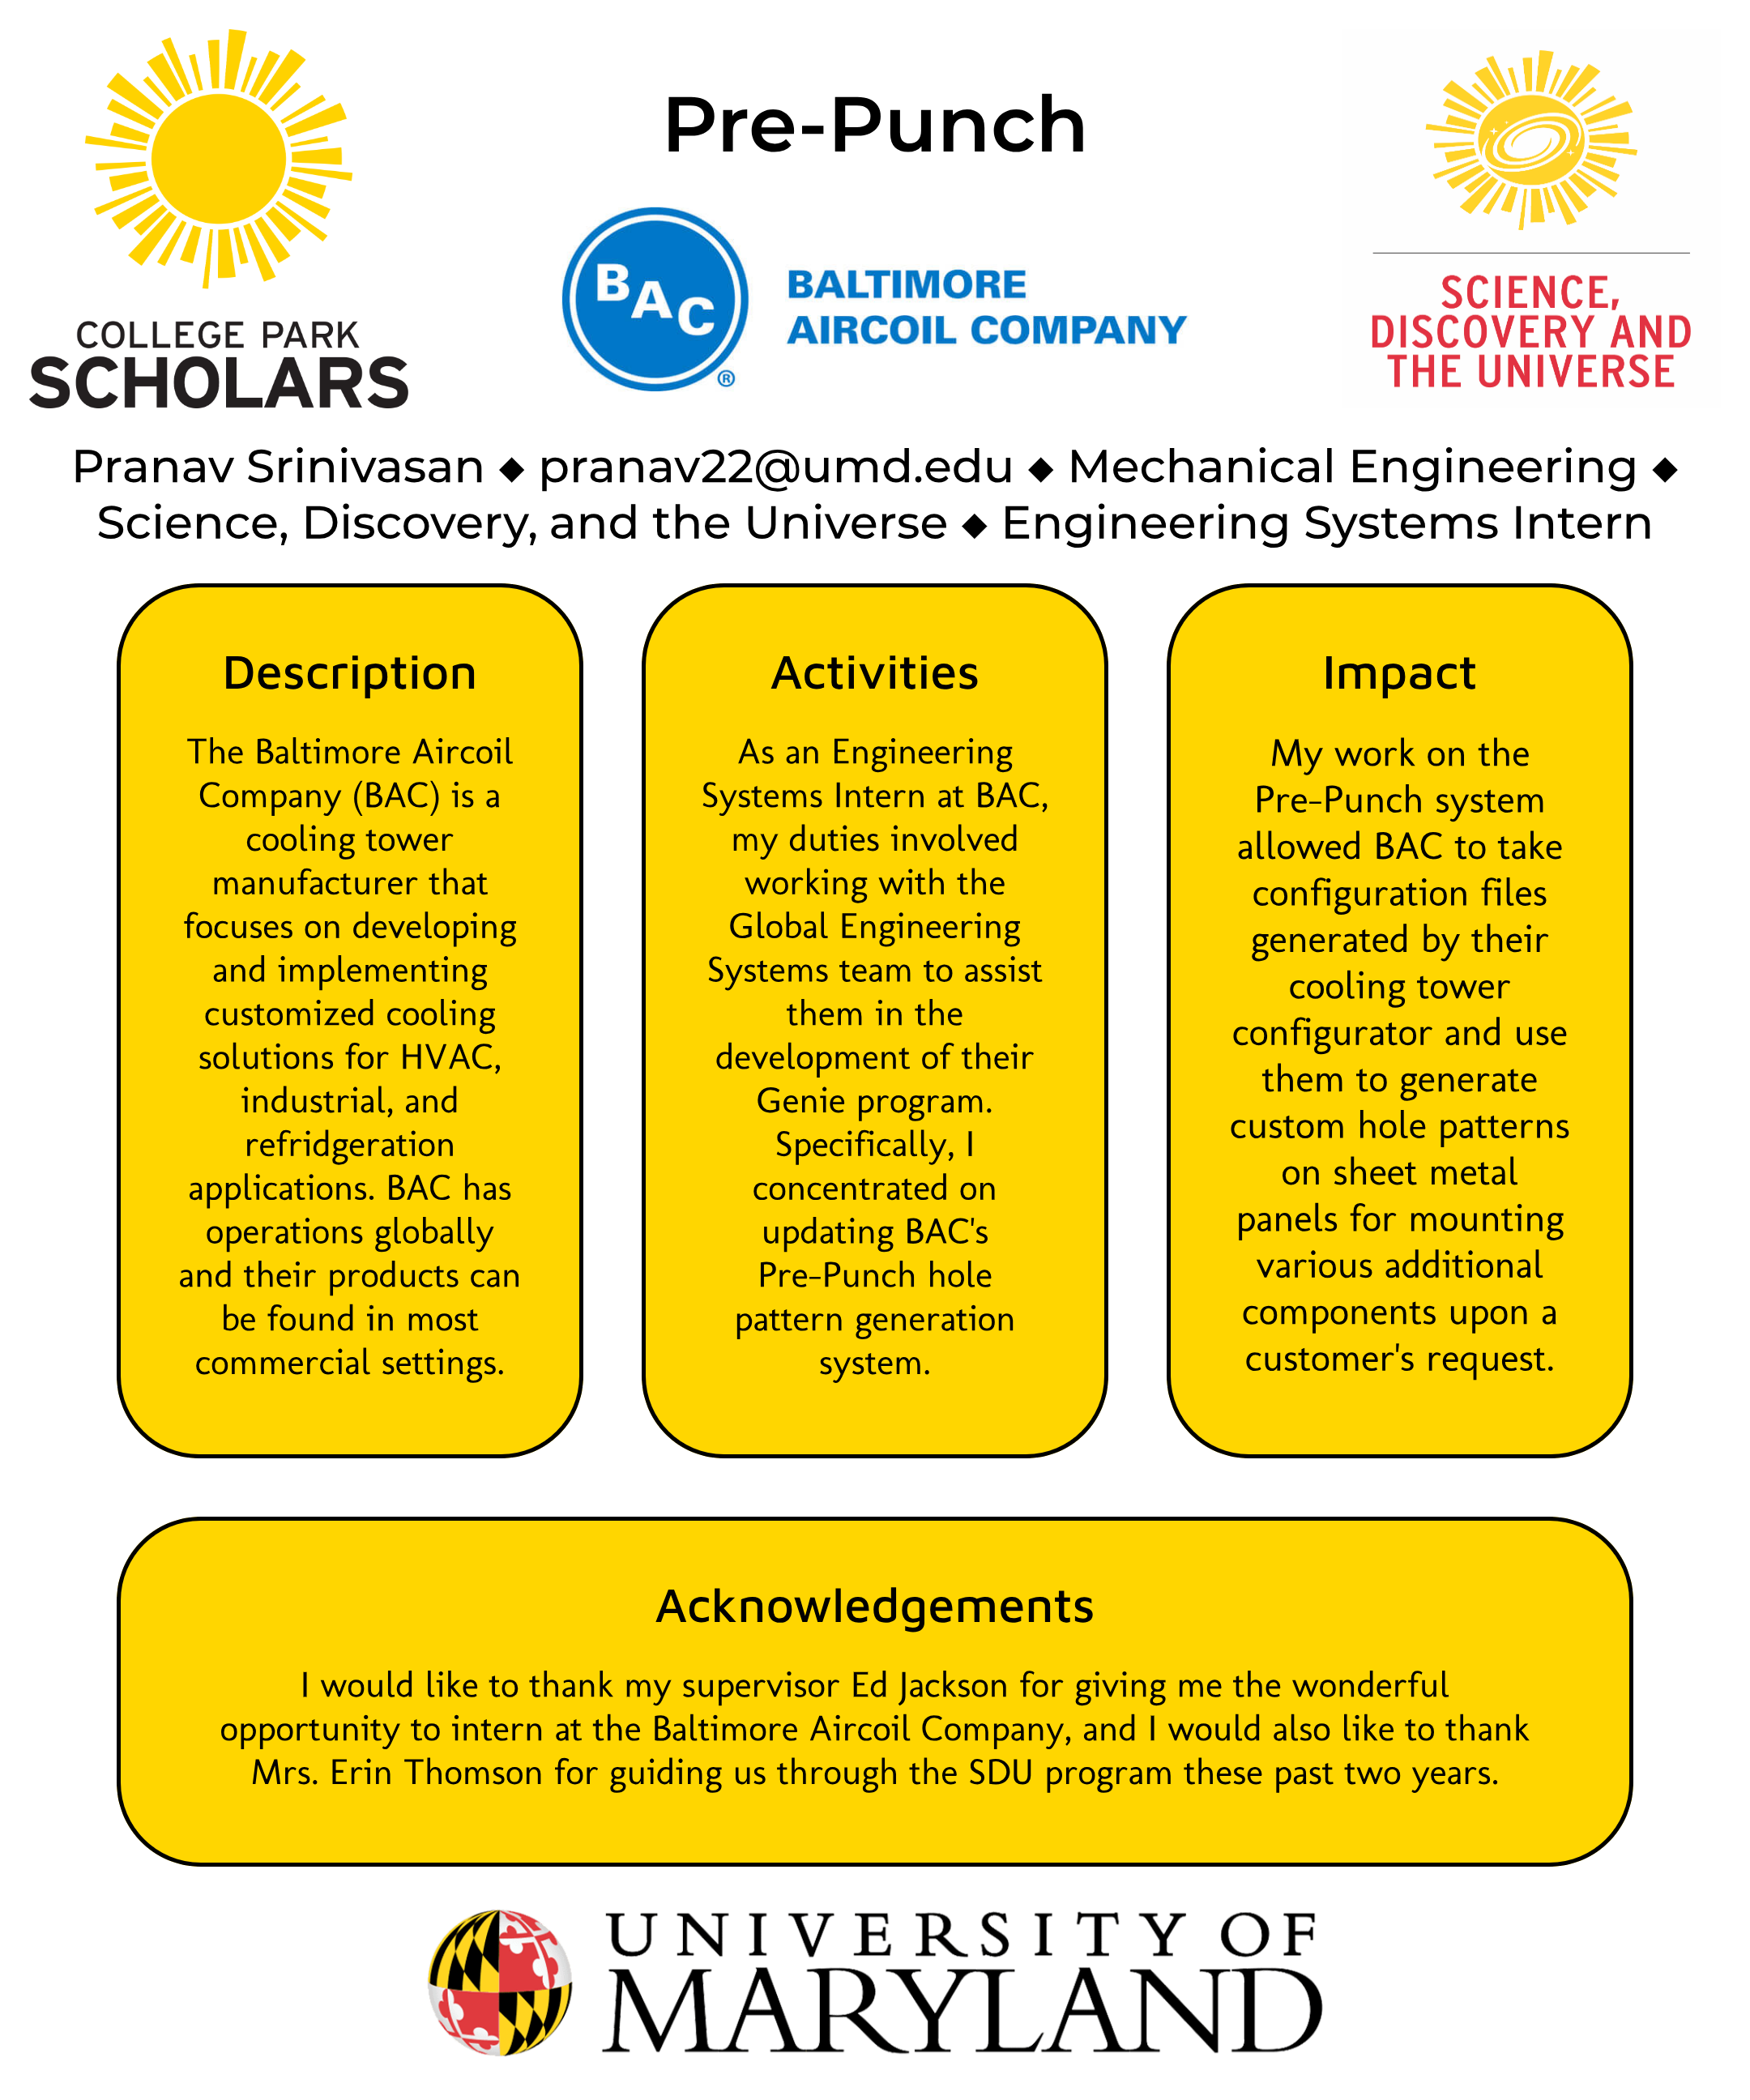 Pre-Punch
COLLEGE PARK
SCHOLARS
BAC
®
BALTIMORE
AIRCOIL COMPANY
SCIENCE,
DISCOVERY AND
THE UNIVERSE
Pranav Srinivasan ◆ pranav22@umd.edu ◆ Mechanical Engineering ◆
Science, Discovery, and the Universe ◆ Engineering Systems Intern
Description
The Baltimore Aircoil
Company (BAC) is a
cooling tower
manufacturer that
focuses on developing
and implementing
customized cooling
solutions for HVAC,
industrial, and
refridgeration
applications. BAC has
operations globally
and their products can
be found in most
commercial settings.
Activities
As an Engineering
Systems Intern at BAC,
my duties involved
working with the
Global Engineering
Systems team to assist
them in the
development of their
Genie program.
Specifically, I
concentrated on
updating BAC's
Pre-Punch hole
pattern generation
system.
Impact
My work on the
Pre-Punch system
allowed BAC to take
configuration files
generated by their
cooling tower
configurator and use
them to generate
custom hole patterns
on sheet metal
panels for mounting
various additional
components upon a
customer's request.
Acknowledgements
I would like to thank my supervisor Ed Jackson for giving me the wonderful
opportunity to intern at the Baltimore Aircoil Company, and I would also like to thank
Mrs. Erin Thomson for guiding us through the SDU program these past two years.
UNIVERSITY OF
MARYLAND